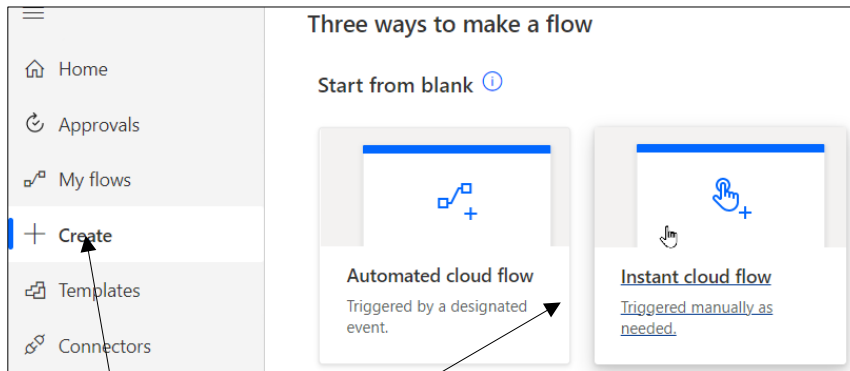 Three ways to make a flow
Home
Start from blank
Approvals
My flows
Create
Templates
Connectors
Automated cloud flow
Triggered by a designated
event.
Instant cloud flow
Triggered manually as
needed.